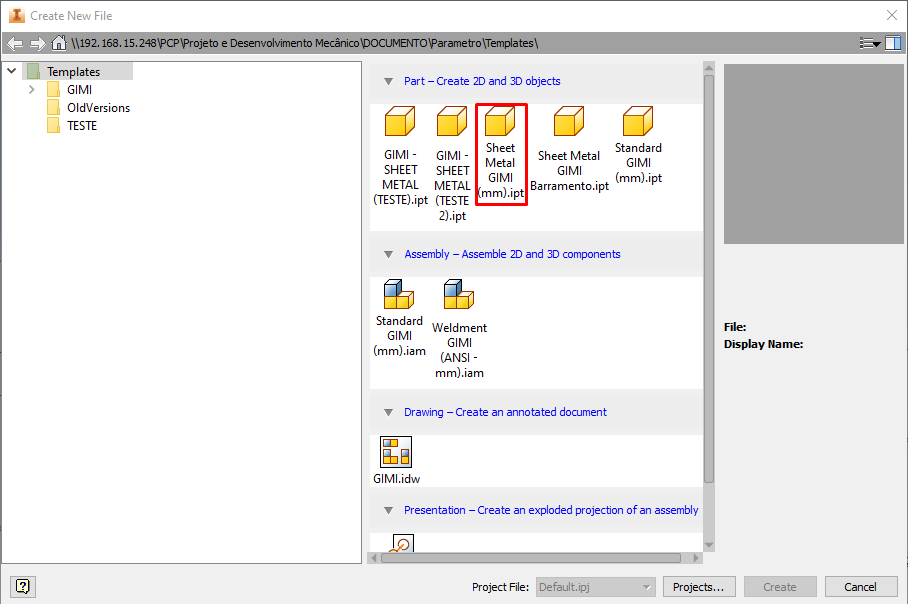 Create New File
\\192.168.15.248\PCP\Projeto e Desenvolvimento Mecânico\DOCUMENTO\Parametro\Templates\
Templates
GIMI
OldVersions
TESTE
Part – Create 2D and 3D objects
GIMI -
SHEET
METAL
(TESTE).ipt
GIMI -
SHEET
METAL
(TESTE
2).ipt
Sheet
Metal
GIMI
(mm).ipt
Sheet Metal
GIMI
Barramento.ipt
Standard
GIMI
(mm).ipt
Assembly – Assemble 2D and 3D components
Standard
GIMI
(mm).iam
Weldment
GIMI
(ANSI -
mm).iam
Drawing – Create an annotated document
GIMI.idw
Presentation – Create an exploded projection of an assembly
File:
Display Name:
Project File:
Default.ipj
Projects...
Create
Cancel